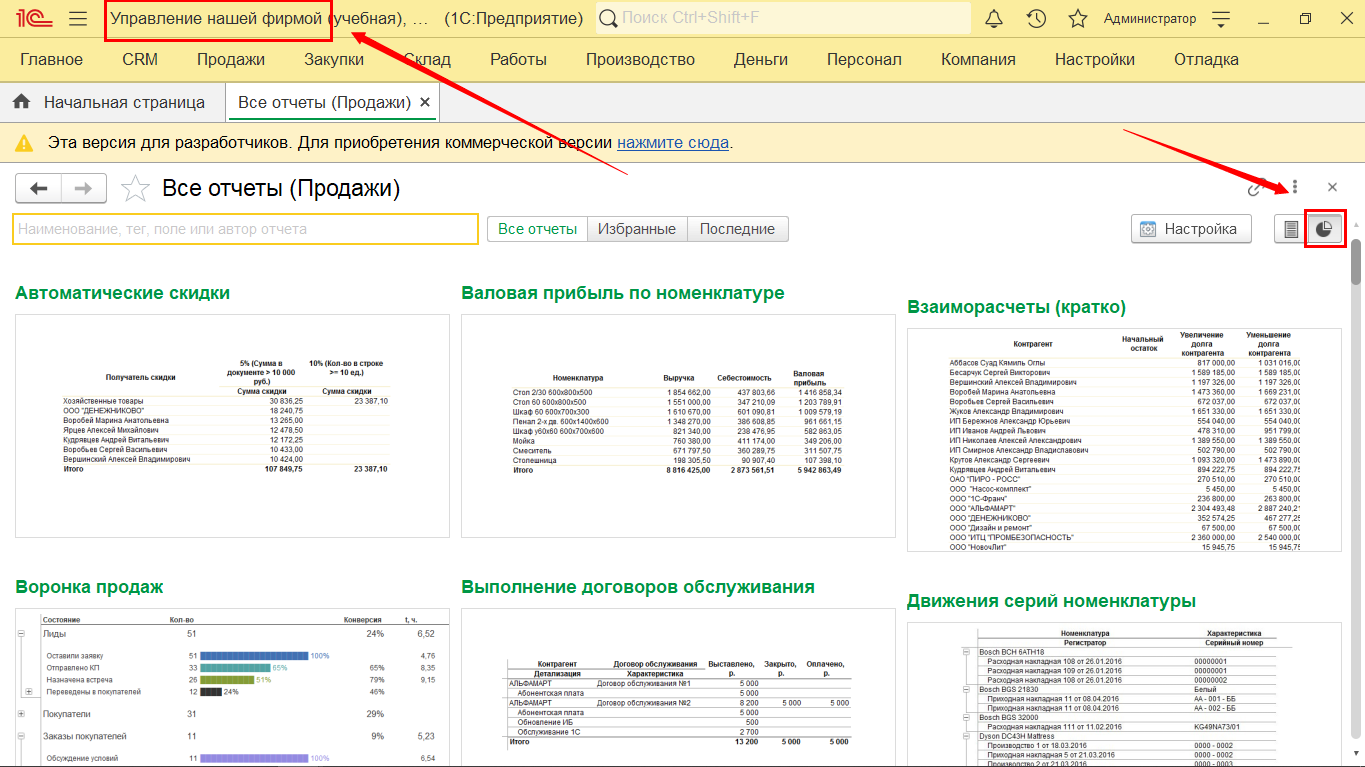 1С Управление нашей фирмой (учебная), ... (1С:Предприятие) Поиск Ctrl+Shift+F Администратор
Главное CRM Продажи Закупки Склад Работы Производство Деньги Персонал Компания Настройки Отладка
Начальная страница Все отчеты (Продажи) ×
Эта версия для разработчиков. Для приобретения коммерческой версии нажмите сюда.
Все отчеты (Продажи)
Наименование, тег, поле или автор отчета Все отчеты Избранные Последние Настройка
Автоматические скидки
Получатель скидки 5% (Сумма в документе > 10 000 руб.) 10% (Кол-во в строке >= 10 ед.)
Сумма скидки Сумма скидки
Хозяйственные товары 30 836,25 23 387,10
ООО "ДЕНЕЖНИКОВО" 18 240,75
Воробей Марина Анатольевна 13 265,00
Ярцев Алексей Михайлович 12 478,50
Кудрявцев Андрей Витальевич 12 172,25
Воробьев Сергей Васильевич 10 433,00
Вершинский Алексей Владимирович 10 424,00
Итого 107 849,75 23 387,10
Валовая прибыль по номенклатуре
Номенклатура Выручка Себестоимость Валовая прибыль
Стол 2/30 600х800х500 1 854 662,00 437 803,66 1 416 858,34
Стол 60 600х800х500 1 551 000,00 347 210,09 1 203 789,91
Шкаф 60 600х700х300 1 610 670,00 601 090,81 1 009 579,19
Пенал 2-х дв. 600х1400х600 1 348 270,00 386 608,85 961 661,15
Шкаф у60х60 600х700х600 821 340,00 238 476,95 582 863,05
Мойка 760 380,00 411 174,00 349 206,00
Смеситель 671 797,50 360 289,75 311 507,75
Столешница 198 305,50 90 907,40 107 398,10
Итого 8 816 425,00 2 873 561,51 5 942 863,49
Взаиморасчеты (кратко)
Контрагент Начальный остаток Увеличение долга контрагента Уменьшение долга контрагента
Аббасов Суад Кямиль Оглы 817 000,00 1 031 016,00
Бесарчук Сергей Викторович 1 589 185,00 1 589 185,00
Вершинский Алексей Владимирович 1 197 326,00 1 197 326,00
Воробей Марина Анатольевна 1 473 360,00 1 669 231,00
Воробьев Сергей Васильевич 672 037,00 672 037,00
Жуков Александр Владимирович 1 651 330,00 1 651 330,00
ИП Бережнов Александр Юрьевич 554 040,00 554 040,00
ИП Иванов Андрей Львович 478 310,00 951 799,00
ИП Николаев Алексей Александрович 1 389 550,00 1 389 550,00
ИП Смирнов Александр Владиславович 502 790,00 502 790,00
Кругов Александр Сергеевич 1 093 320,00 1 473 890,00
Кудрявцев Андрей Витальевич 894 222,75 894 222,75
ОАО "ПИРО - РОСС" 270 510,00 270 510,00
ООО "Насос-комплект" 5 450,00 5 450,00
ООО "1С-Франч" 236 800,00 263 800,00
ООО "АЛЬФАМАРТ" 2 304 493,48 2 887 240,21
ООО "ДЕНЕЖНИКОВО" 352 574,25 467 277,25
ООО "Дизайн и ремонт" 67 500,00 67 500,00
ООО "ИТЦ "ПРОМБЕЗОПАСНОСТЬ" 2 360 000,00 2 540 000,00
ООО "НовочЛит" 15 945,75 15 945,75
Воронка продаж
Состояние Кол-во Конверсия t, ч.
Лиды 51 24% 6,52
Оставили заявку 51 100% 4,76
Отправлено КП 33 65% 65% 8,35
Назначена встреча 26 51% 79% 9,15
Переведены в покупателей 12 24% 46%
Покупатели 31 29%
Заказы покупателей 11 9% 5,23
Обсуждение условий 11 100% 6,54
Выполнение договоров обслуживания
Контрагент Договор обслуживания Выставлено, р. Закрыто, р. Оплачено, р.
Детализация Характеристика
АЛЬФАМАРТ Договор обслуживания №1 5 000
Абонентская плата 5 000
АЛЬФАМАРТ Договор обслуживания №2 8 200 5 000 5 000
Абонентская плата 5 000
Обновление ИБ 500
Обслуживание 1С 2 700
Итого 13 200 5 000 5 000
Движения серий номенклатуры
Номенклатура Характеристика
Регистратор Серийный номер
Bosch BCH 6ATH18
Расходная накладная 108 от 26.01.2016 00000001
Расходная накладная 109 от 26.01.2016 00000001
Расходная накладная 108 от 26.01.2016 00000002
Bosch BGS 21830 Белый
Приходная накладная 11 от 08.04.2016 АА - 001 - ББ
Приходная накладная 11 от 08.04.2016 АА - 002 - ББ
Bosch BGS 32000
Расходная накладная 111 от 11.02.2016 KG49NA73/01
Dyson DC43H Mattress
Производство 1 от 18.03.2016 0000 - 0002
Приходная накладная 5 от 21.03.2016 0000 - 0002
Производство 2 от 21.03.2016 0000 - 0003